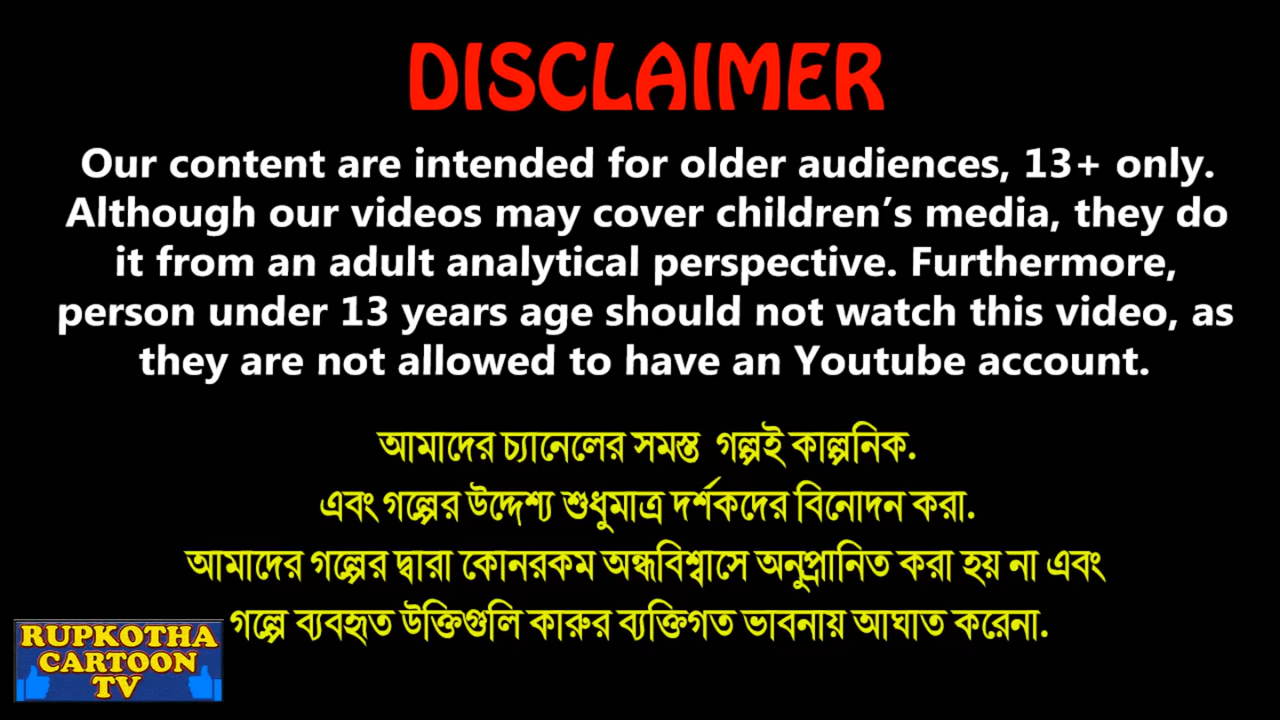 DISCLAIMER
Our content are intended for older audiences, 13+ only.
Although our videos may cover children’s media, they do
it from an adult analytical perspective. Furthermore,
person under 13 years age should not watch this video, as
they are not allowed to have an Youtube account.
আমাদের চ্যানেলের সমস্ত গল্পই কাল্পনিক.
এবং গল্পের উদ্দেশ্য শুধুমাত্র দর্শকদের বিনোদন করা.
আমাদের গল্পের দ্বারা কোনরকম অন্ধবিশ্বাসে অনুপ্রানিত করা হয় না এবং
গল্পে ব্যবহৃত উক্তিগুলি কারুর ব্যক্তিগত ভাবনায় আঘাত করেনা.
RUPKOTHA
CARTOON
TV